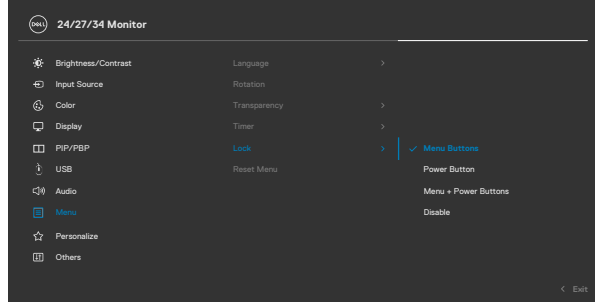 DELL
24/27/34 Monitor
Brightness/Contrast
Input Source
Color
Display
PIP/PBP
USB
Audio
Menu
Personalize
Others
Language
Rotation
Transparency
Timer
Lock
Reset Menu
Menu Buttons
Power Button
Menu + Power Buttons
Disable
Exit